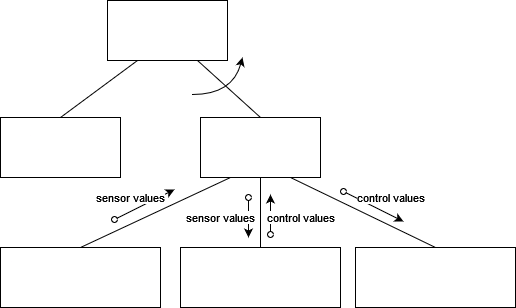 sensor values
control values
sensor values
control values